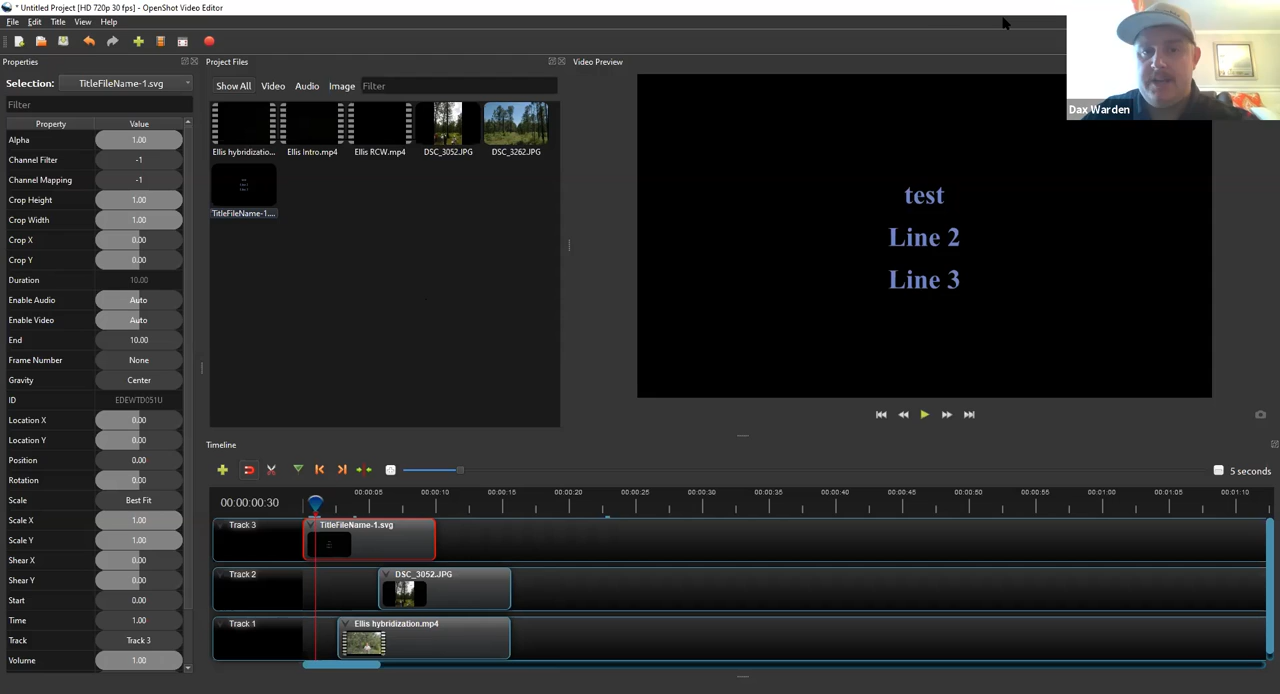 * Untitled Project [HD 720p 30 fps] - OpenShot Video Editor
File Edit Title View Help
Properties
Project Files
Video Preview
Selection: TitleFileName-1.svg
Show All Video Audio Image Filter
Filter
Dax Warden
Property Value
Alpha 1.00
Channel Filter -1
Channel Mapping -1
Crop Height 1.00
Crop Width 1.00
Crop X 0.00
Crop Y 0.00
Duration 10.00
Enable Audio Auto
Enable Video Auto
End 10.00
Frame Number None
Gravity Center
ID EDEWTD051U
Location X 0.00
Location Y 0.00
Position 0.00
Rotation 0.00
Scale Best Fit
Scale X 1.00
Scale Y 1.00
Shear X 0.00
Shear Y 0.00
Start 0.00
Time 1.00
Track Track 3
Volume 1.00
Ellis hybridizatio... Ellis Intro.mp4 Ellis RCW.mp4 DSC_3052.JPG DSC_3262.JPG
TitleFileName-1....
test
Line 2
Line 3
Timeline
5 seconds
00:00:00:30
00:00:05 00:00:10 00:00:15 00:00:20 00:00:25 00:00:30 00:00:35 00:00:40 00:00:45 00:00:50 00:00:55 00:01:00 00:01:05 00:01:10
Track 3 TitleFileName-1.svg
Track 2 DSC_3052.JPG
Track 1 Ellis hybridization.mp4